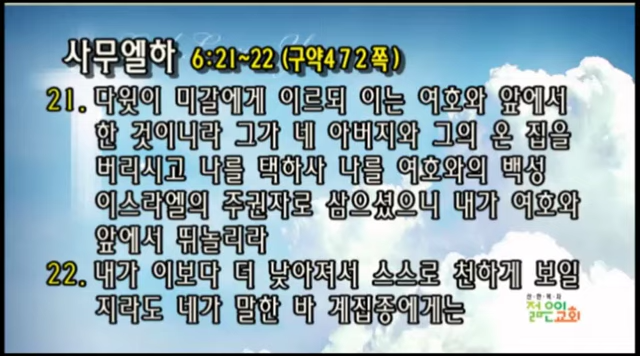 사무엘하 6:21~22 (구약472쪽)
21. 다윗이 미갈에게 이르되 이는 여호와 앞에서
한 것이니라 그가 네 아버지와 그의 온 집을
버리시고 나를 택하사 나를 여호와의 백성
이스라엘의 주권자로 삼으셨으니 내가 여호와
앞에서 뛰놀리라
22. 내가 이보다 더 낮아져서 스스로 천하게 보일
지라도 네가 말한 바 계집종에게는
젊은이교회